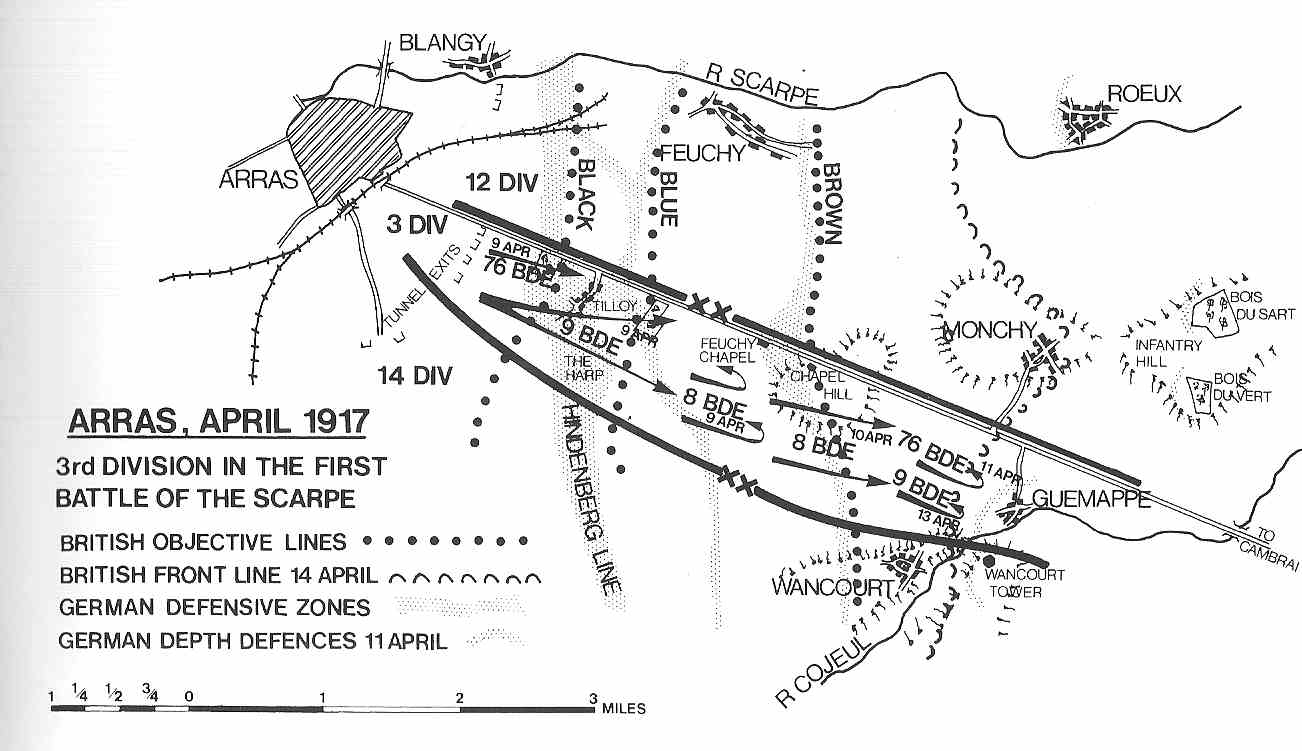 BLANGY
R SCARPE
ROEUX
FEUCHY
ARRAS
12 DIV
BLACK
BLUE
BROWN
3 DIV
TUNNEL EXITS
9 APR
76 BDE
TILLOY
9 BDE
9 APR
THE
HARP
14 DIV
FEUCHY
CHAPEL
CHAPEL
HILL
8 BDE
9 APR
10 APR
8 BDE
76 BDE
11 APR
9 BDE
13 APR
MONCHY
BOIS
DU SART
INFANTRY
HILL
BOIS
DU VERT
GUEMAPPE
TO
CAMBRAI
WANCOURT
WANCOURT
TOWER
R COJEUL
HINDENBERG LINE
ARRAS, APRIL 1917
3rd DIVISION IN THE FIRST
BATTLE OF THE SCARPE
BRITISH OBJECTIVE LINES
BRITISH FRONT LINE 14 APRIL
GERMAN DEFENSIVE ZONES
GERMAN DEPTH DEFENCES 11 APRIL
1 ¼ ½ ¾ 0 1 2 3 MILES